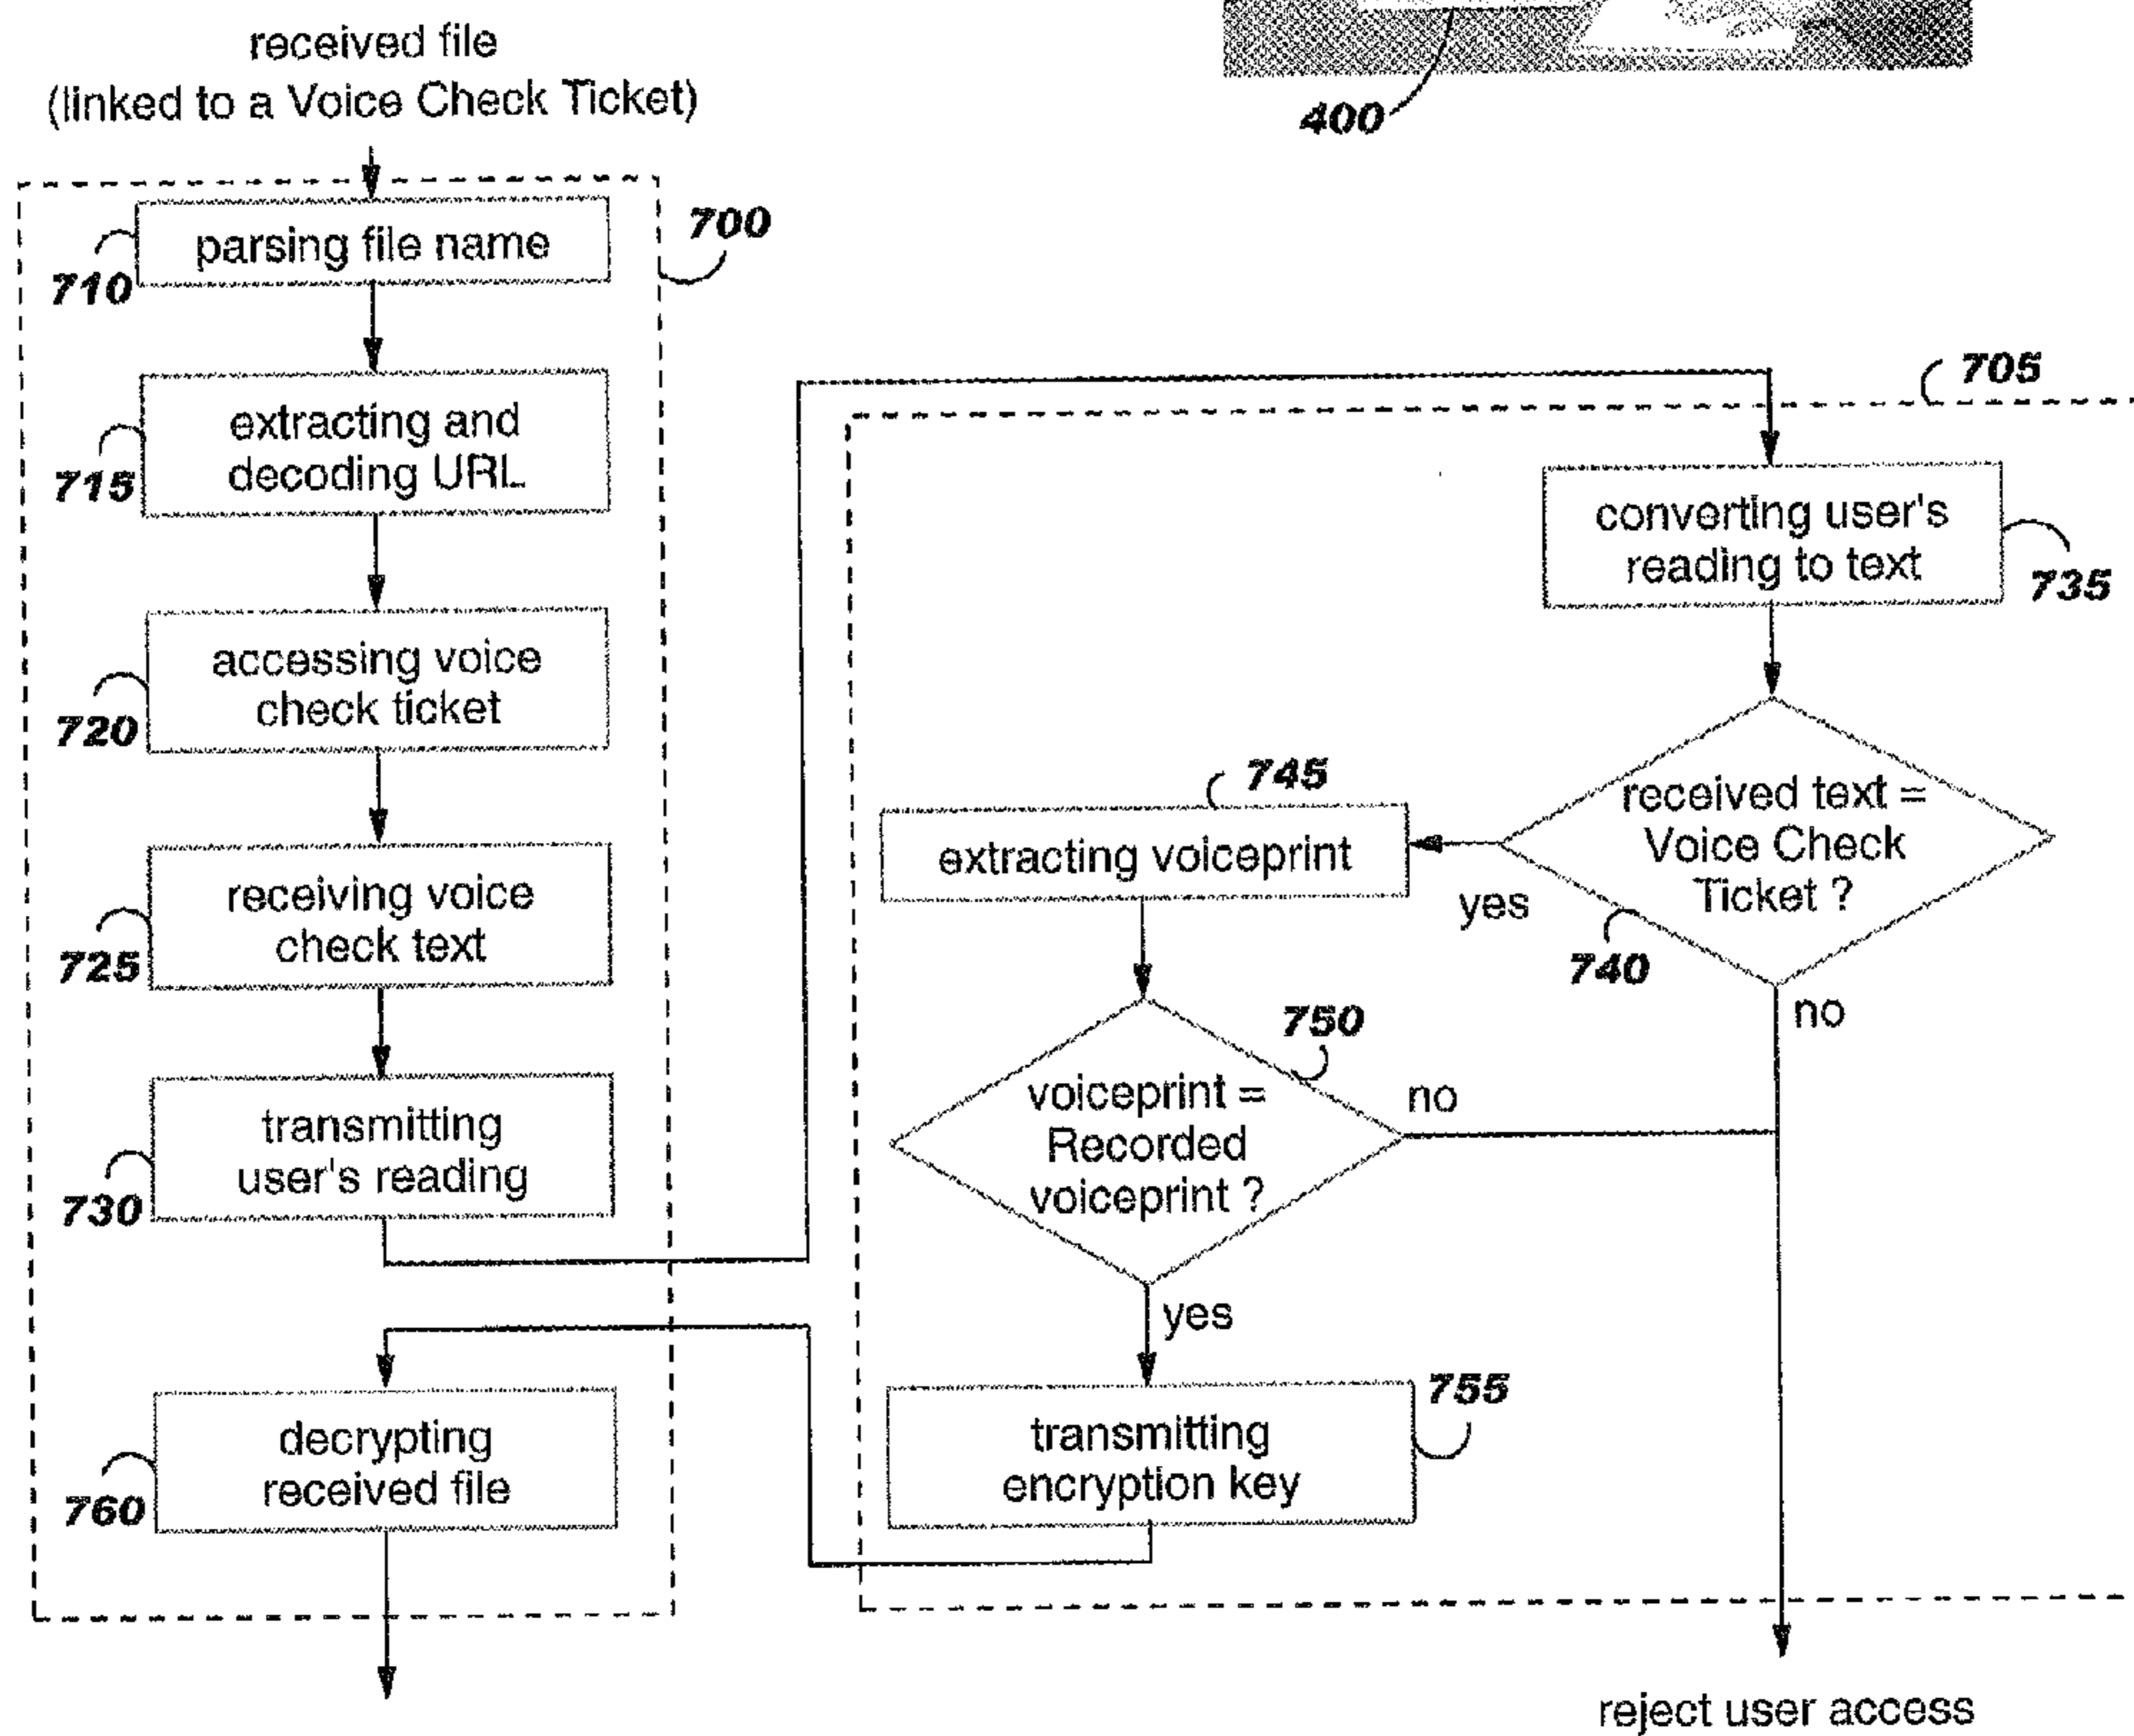 received file
(linked to a Voice Check Ticket)
400
700
parsing file name
710
extracting and
decoding URL
715
accessing voice
check ticket
720
receiving voice
check text
725
transmitting
user's reading
730
decrypting
received file
760
705
converting user's
reading to text
735
received text =
Voice Check
Ticket ?
740
yes
no
745
extracting voiceprint
750
voiceprint =
Recorded
voiceprint ?
no
yes
755
transmitting
encryption key
reject user access